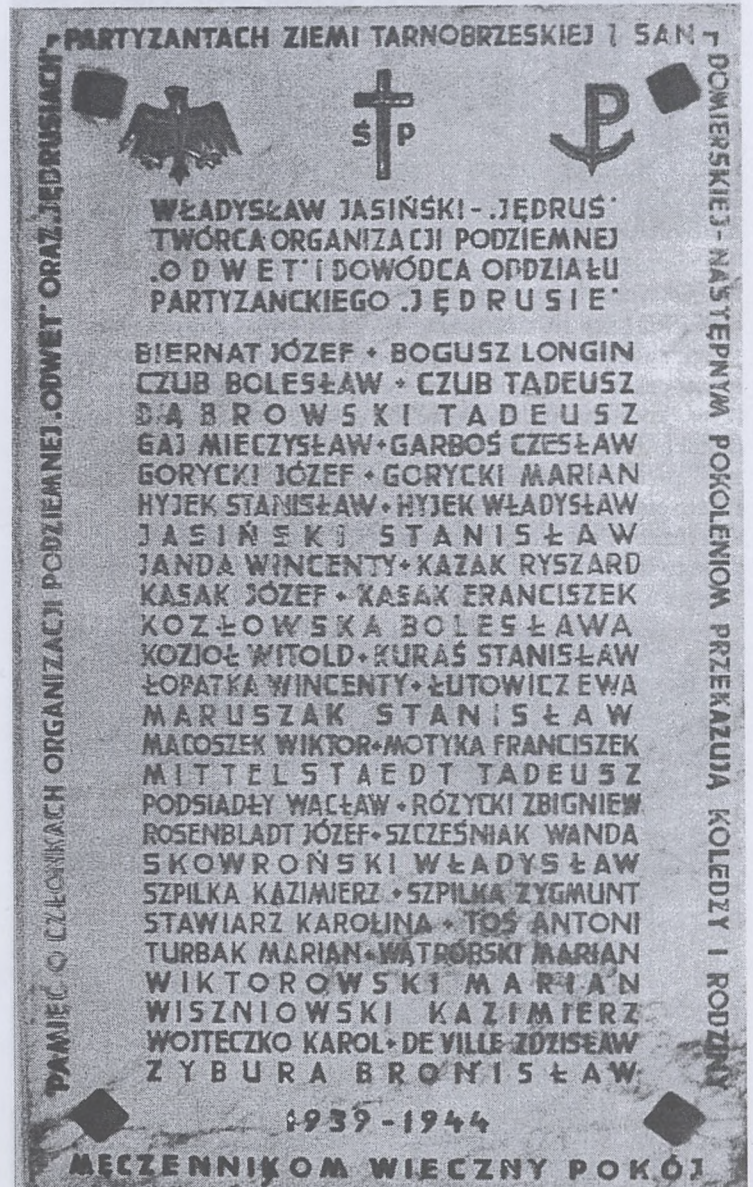 PAMIĘĆ O CZŁONKACH ORGANIZACJI PODZIEMNEJ „ODWET” ORAZ „JĘDRUSIACH”
PARTYZANTACH ZIEMI TARNOBRZESKIEJ I SAN
DOMIERSKIEJ - NASTĘPNYM POKOLENIOM PRZEKAZUJĄ KOLEDZY I RODZINY
Ś P
WŁADYSŁAW JASIŃSKI - „JĘDRUŚ”
TWÓRCA ORGANIZACJI PODZIEMNEJ
„ODWET” I DOWÓDCA ODDZIAŁU
PARTYZANCKIEGO „JĘDRUSIE”
BIERNAT JÓZEF + BOGUSZ LONGIN
CZUB BOLESŁAW + CZUB TADEUSZ
DĄBROWSKI TADEUSZ
GAJ MIECZYSŁAW + GARBOŚ CZESŁAW
GORYCKI JÓZEF + GORYCKI MARIAN
HYJEK STANISŁAW + HYJEK WŁADYSŁAW
JASIŃSKI STANISŁAW
JANDA WINCENTY + KAZAK RYSZARD
KASAK JÓZEF + KASAK FRANCISZEK
KOZŁOWSKA BOLESŁAWA
KOZIOŁ WITOLD + KURAŚ STANISŁAW
ŁOPATKA WINCENTY + ŁUTOWICZ EWA
MARUSZAK STANISŁAW
MACOSZEK WIKTOR + MOTYKA FRANCISZEK
MITTELSTAEDT TADEUSZ
PODSIADŁY WACŁAW + RÓZYCKI ZBIGNIEW
ROSENBLADT JÓZEF + SZCZEŚNIAK WANDA
SKOWROŃSKI WŁADYSŁAW
SZPILKA KAZIMIERZ + SZPILKA ZYGMUNT
STAWIARZ KAROLINA + TOŚ ANTONI
TURBAK MARIAN + WĄTRÓBSKI MARIAN
WIKTOROWSKI MARIAN
WISZNIOWSKI KAZIMIERZ
WOJTECZKO KAROL + DE VILLE ZDZISŁAW
ZYBURA BRONISŁAW
1939 - 1944
MĘCZENNIKOM WIECZNY POKÓJ